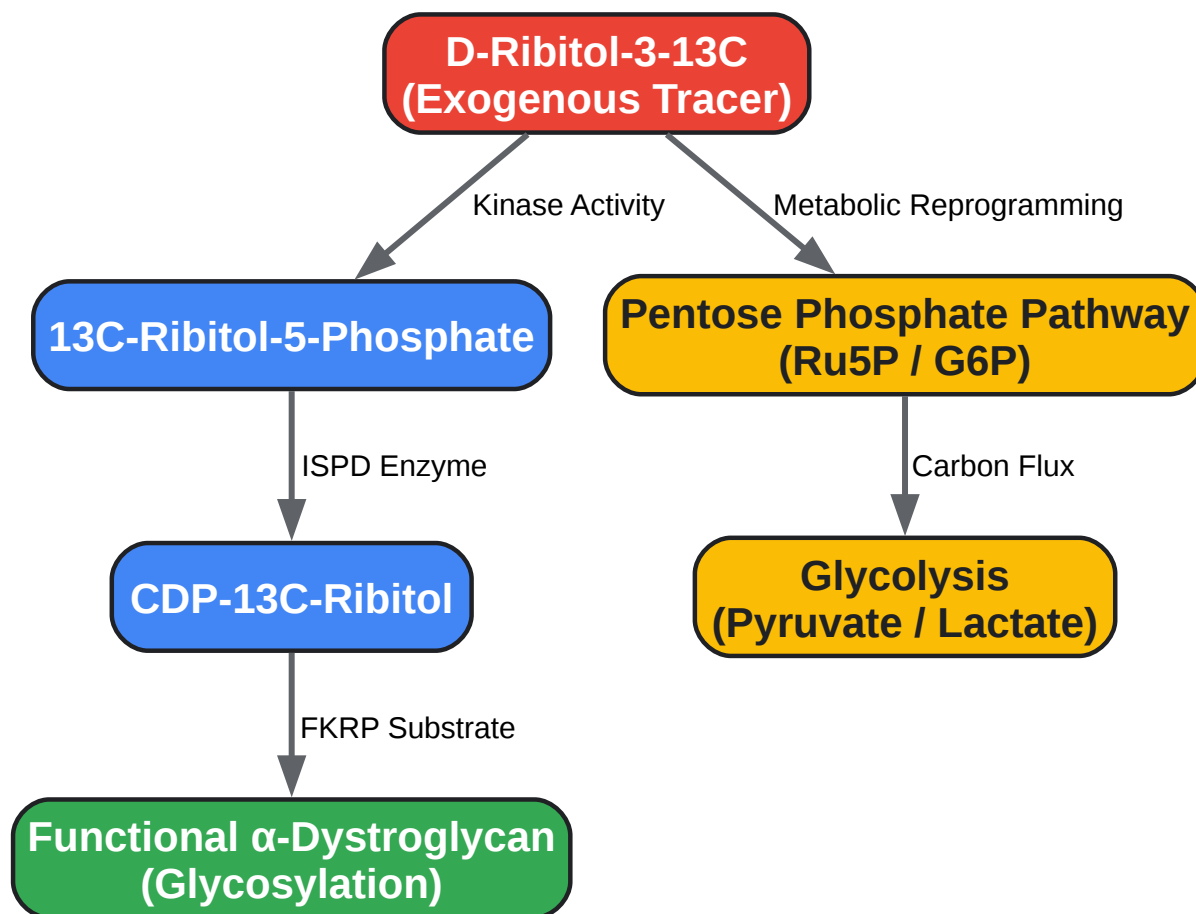 D-Ribitol-3-13C
(Exogenous Tracer)
Kinase Activity
Metabolic Reprogramming
13C-Ribitol-5-Phosphate
Pentose Phosphate Pathway
(Ru5P / G6P)
ISPD Enzyme
Carbon Flux
CDP-13C-Ribitol
Glycolysis
(Pyruvate / Lactate)
FKRP Substrate
Functional α-Dystroglycan
(Glycosylation)